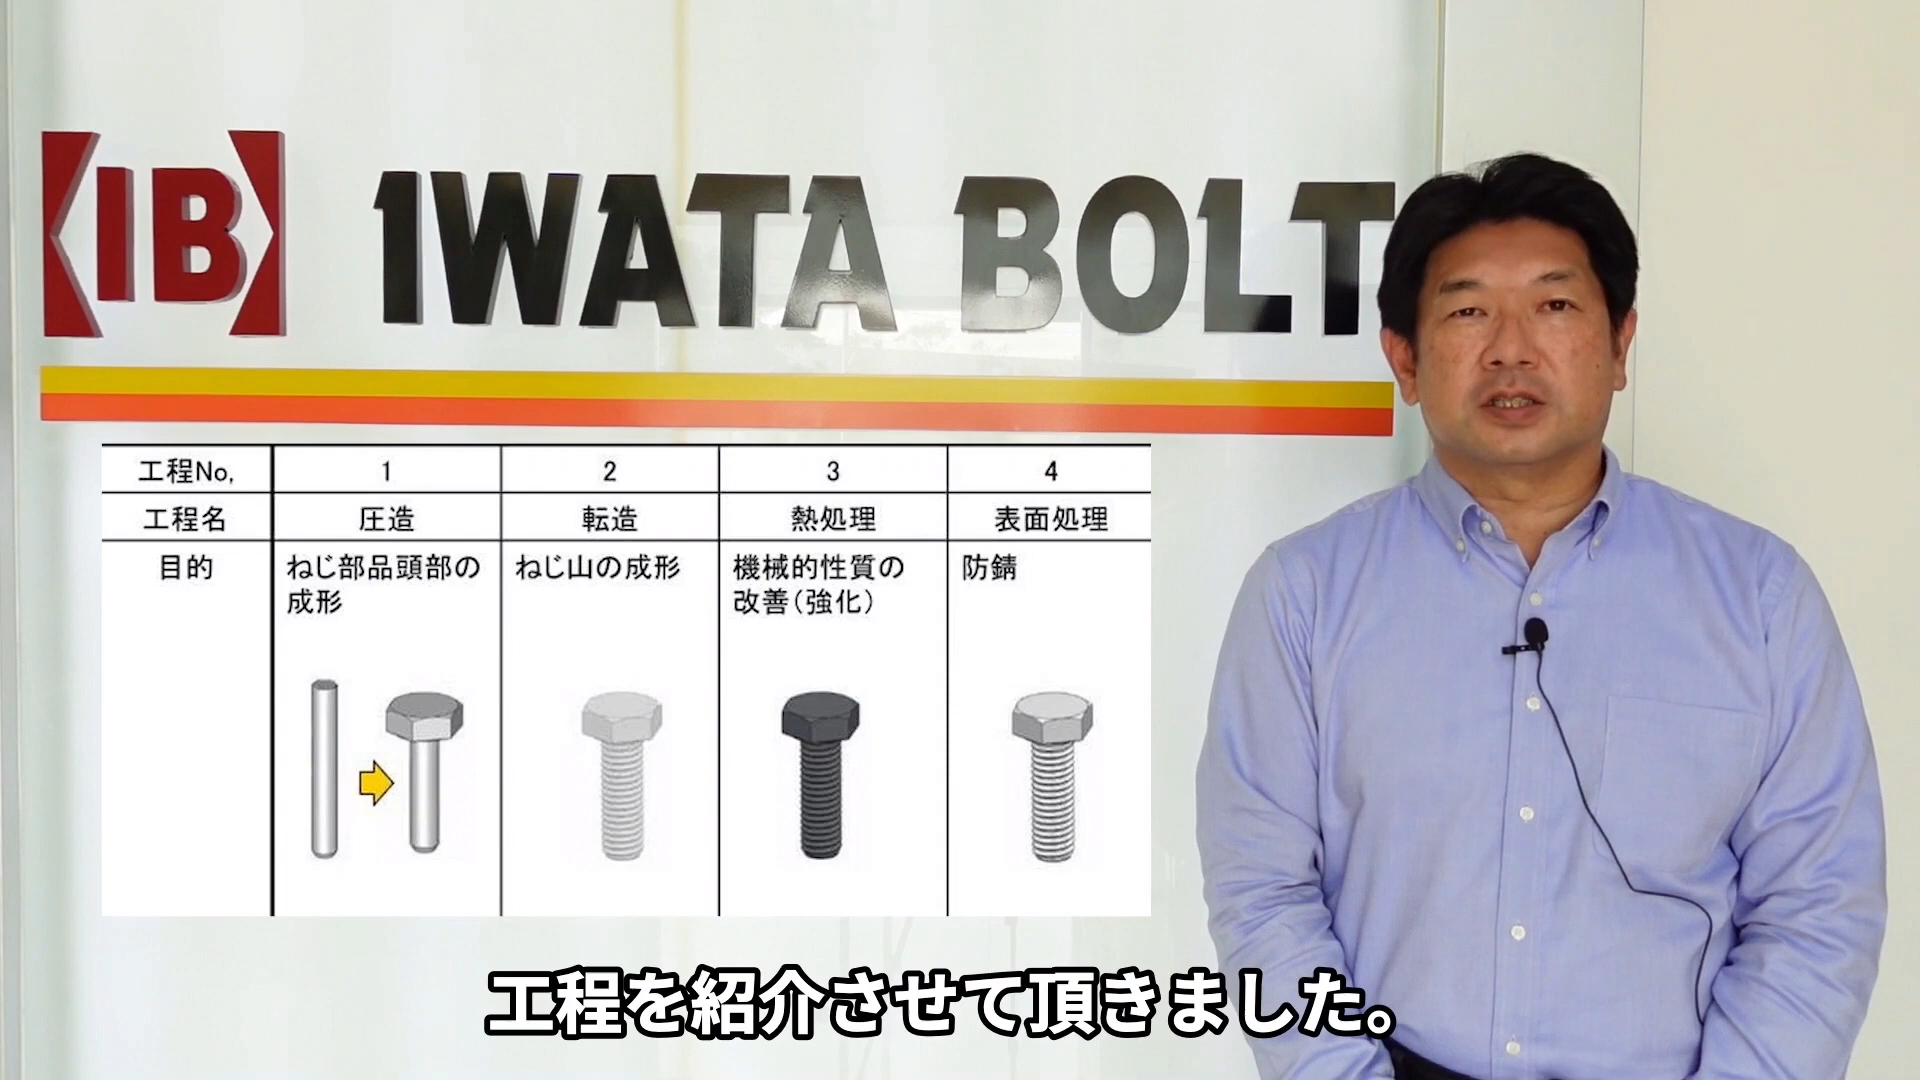 IB IWATA BOLT
工程No, 1 2 3 4
工程名 圧造 転造 熱処理 表面処理
目的 ねじ部品頭部の ねじ山の成形 機械的性質の 防錆
成形 改善(強化)
工程を紹介させて頂きました。